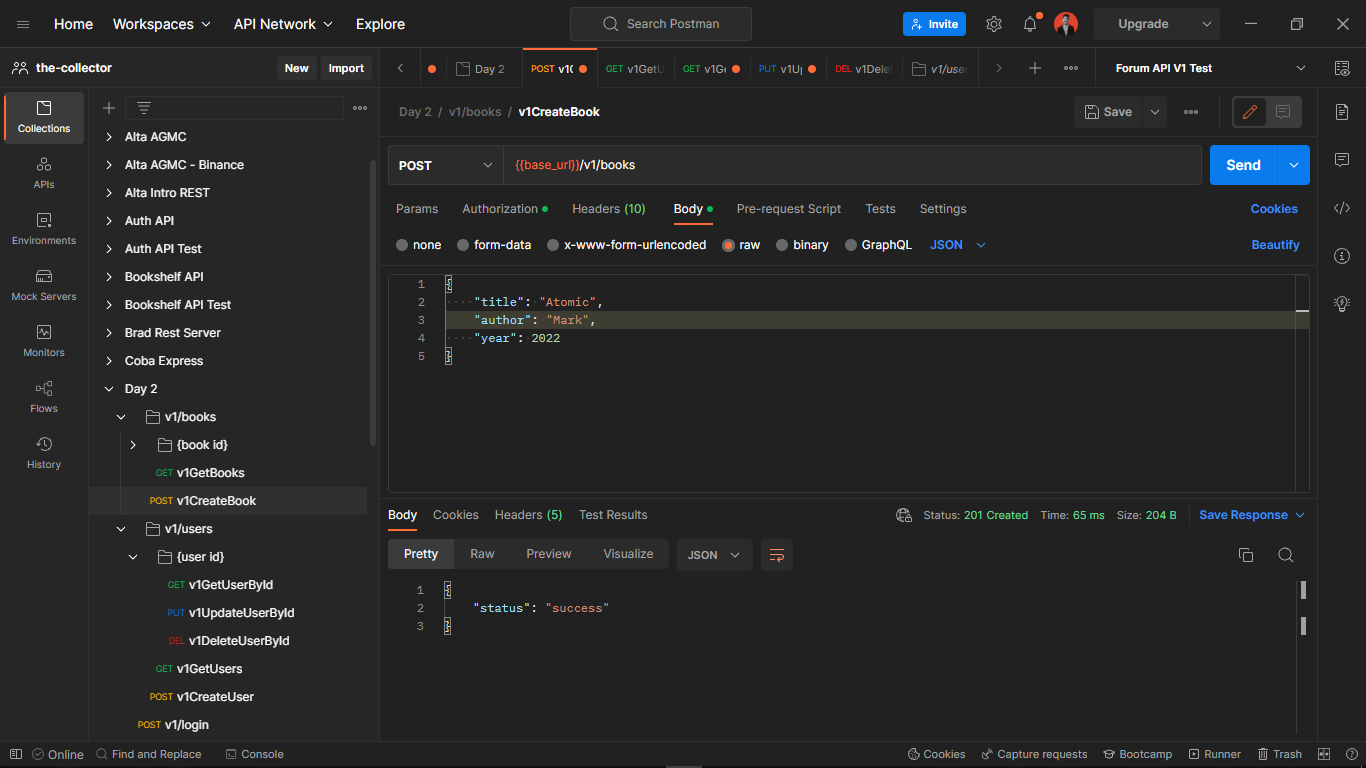 Home Workspaces API Network Explore Search Postman Invite Upgrade
the-collector New Import Day 2 POST v1C GET v1GetU GET v1Ge PUT v1Up DEL v1Delet v1/user Forum API V1 Test
Collections
APIs
Environments
Mock Servers
Monitors
Flows
History
Alta AGMC
Alta AGMC - Binance
Alta Intro REST
Auth API
Auth API Test
Bookshelf API
Bookshelf API Test
Brad Rest Server
Coba Express
Day 2
v1/books
{book id}
GET v1GetBooks
POST v1CreateBook
v1/users
{user id}
GET v1GetUserById
PUT v1UpdateUserById
DEL v1DeleteUserById
GET v1GetUsers
POST v1CreateUser
POST v1/login
Day 2 / v1/books / v1CreateBook Save
POST {{base_url}}/v1/books Send
Params Authorization Headers (10) Body Pre-request Script Tests Settings Cookies
none form-data x-www-form-urlencoded raw binary GraphQL JSON Beautify
1 {
2 "title": "Atomic",
3 "author": "Mark",
4 "year": 2022
5 }
Body Cookies Headers (5) Test Results Status: 201 Created Time: 65 ms Size: 204 B Save Response
Pretty Raw Preview Visualize JSON
1 {
2 "status": "success"
3 }
Online Find and Replace Console Cookies Capture requests Bootcamp Runner Trash